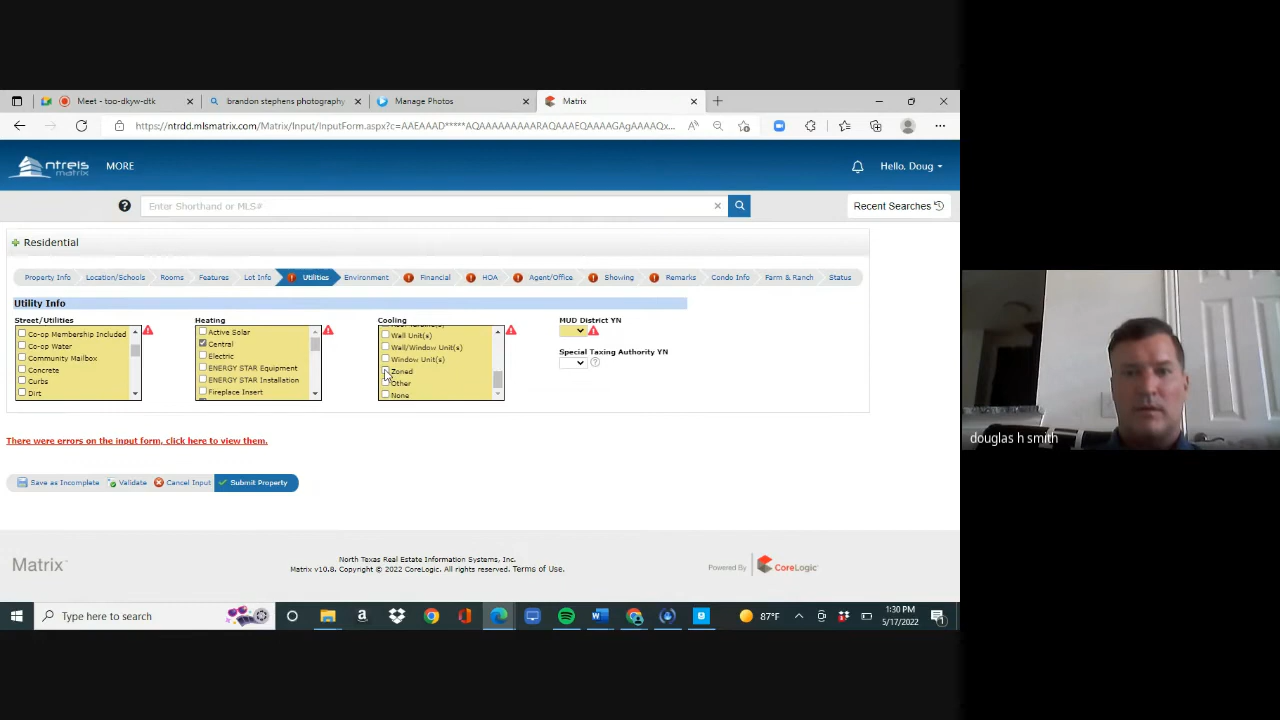 Meet - too-dkyw-dtk
brandon stephens photography
Manage Photos
Matrix
https://ntrdd.mlsmatrix.com/Matrix/Input/InputForm.aspx?c=AAEAAAD*****AQAAAAAAAAARAQAAAEQAAAAGAgAAAAQx...
ntreis
matrix
MORE
Hello, Doug
Enter Shorthand or MLS#
Recent Searches
Residential
Property Info
Location/Schools
Rooms
Features
Lot Info
Utilities
Environment
Financial
HOA
Agent/Office
Showing
Remarks
Condo Info
Farm & Ranch
Status
Utility Info
Street/Utilities
Co-op Membership Included
Co-op Water
Community Mailbox
Concrete
Curbs
Dirt
Heating
Active Solar
Central
Electric
ENERGY STAR Equipment
ENERGY STAR Installation
Fireplace Insert
Cooling
Wall Unit(s)
Wall/Window Unit(s)
Window Unit(s)
Zoned
Other
None
MUD District YN
Special Taxing Authority YN
There were errors on the input form, click here to view them.
Save as Incomplete
Validate
Cancel Input
Submit Property
Matrix
North Texas Real Estate Information Systems, Inc.
Matrix v10.8. Copyright © 2022 CoreLogic. All rights reserved. Terms of Use.
Powered By
CoreLogic
Type here to search
87°F
1:30 PM
5/17/2022
douglas h smith